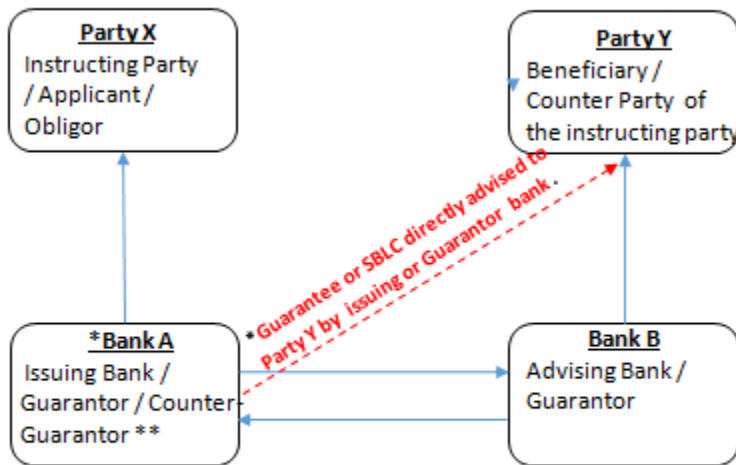 Party X
Instructing Party
/ Applicant /
Obligor
Party Y
Beneficiary /
Counter Party of
the instructing party
*Guarantee or SBLC directly advised to
Party Y by issuing or Guarantor bank.
*Bank A
Issuing Bank /
Guarantor / Counter-
Guarantor **
Bank B
Advising Bank /
Guarantor